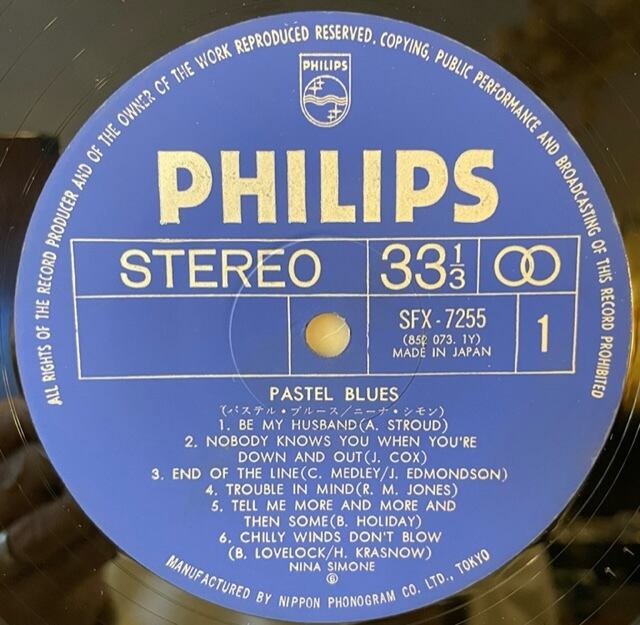 ALL RIGHTS OF THE RECORD PRODUCER AND OF THE OWNER OF THE WORK REPRODUCED RESERVED. COPYING, PUBLIC PERFORMANCE AND BROADCASTING OF THIS RECORD PROHIBITED
PHILIPS
PHILIPS
STEREO 33 1/3
SFX-7255
(852 073. 1Y)
MADE IN JAPAN
1
PASTEL BLUES
(パステル・ブルース/ニーナ・シモン)
1. BE MY HUSBAND(A. STROUD)
2. NOBODY KNOWS YOU WHEN YOU'RE
DOWN AND OUT(J. COX)
3. END OF THE LINE(C. MEDLEY/J. EDMONDSON)
4. TROUBLE IN MIND(R. M. JONES)
5. TELL ME MORE AND MORE AND
THEN SOME(B. HOLIDAY)
6. CHILLY WINDS DON'T BLOW
(B. LOVELOCK/H. KRASNOW)
NINA SIMONE
Ⓟ
MANUFACTURED BY NIPPON PHONOGRAM CO. LTD., TOKYO